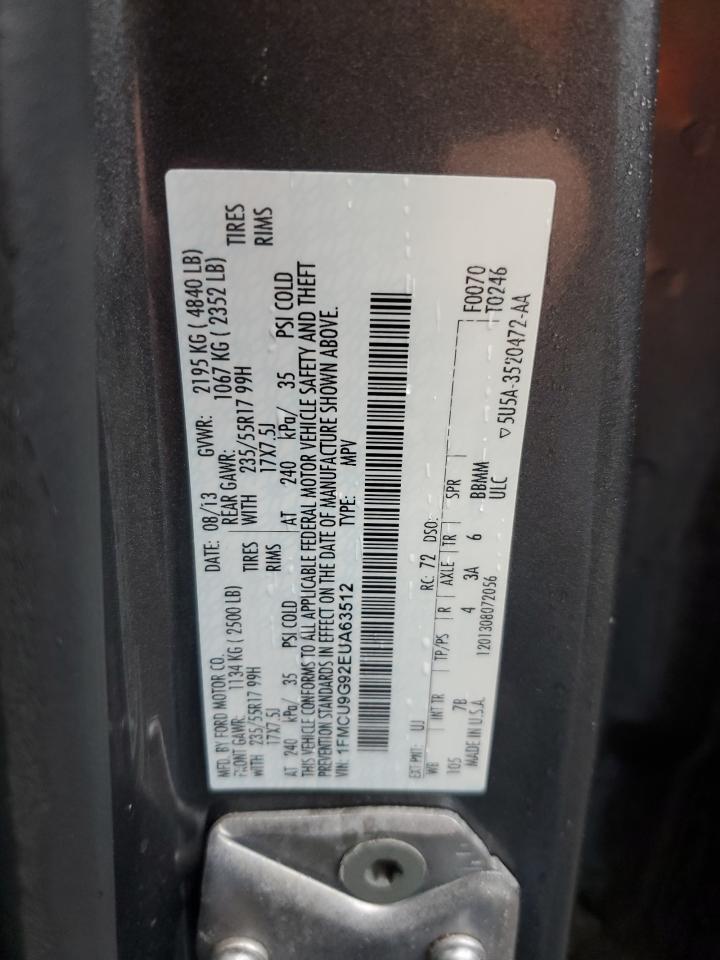 MFD. BY FORD MOTOR CO. DATE: 08/13 GVWR: 2195 KG ( 4840 LB)
FRONT GAWR: 1134 KG ( 2500 LB) REAR GAWR: 1067 KG ( 2352 LB)
WITH 235/55R17 99H TIRES WITH 235/55R17 99H TIRES
17X7.5J RIMS 17X7.5J RIMS
AT 240 kPa/ 35 PSI COLD AT 240 kPa/ 35 PSI COLD
THIS VEHICLE CONFORMS TO ALL APPLICABLE FEDERAL MOTOR VEHICLE SAFETY AND THEFT
PREVENTION STANDARDS IN EFFECT ON THE DATE OF MANUFACTURE SHOWN ABOVE.
VIN: 1FMCU9G92EUA63512 TYPE: MPV
EXT PNT: UJ RC: 72 DSO:
WB INT TR TP/PS R AXLE TR SPR F0070
105 7B 4 3A 6 BBMM T0246
MADE IN U.S.A. 1201308072056 ULC ▽5U5A-3520472-AA